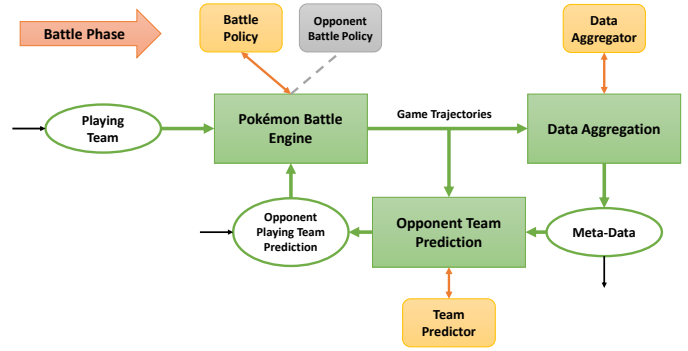 Battle Phase
Battle
Policy
Opponent
Battle Policy
Data
Aggregator
Playing
Team
Pokémon Battle
Engine
Game Trajectories
Data Aggregation
Opponent
Playing Team
Prediction
Opponent Team
Prediction
Meta-Data
Team
Predictor